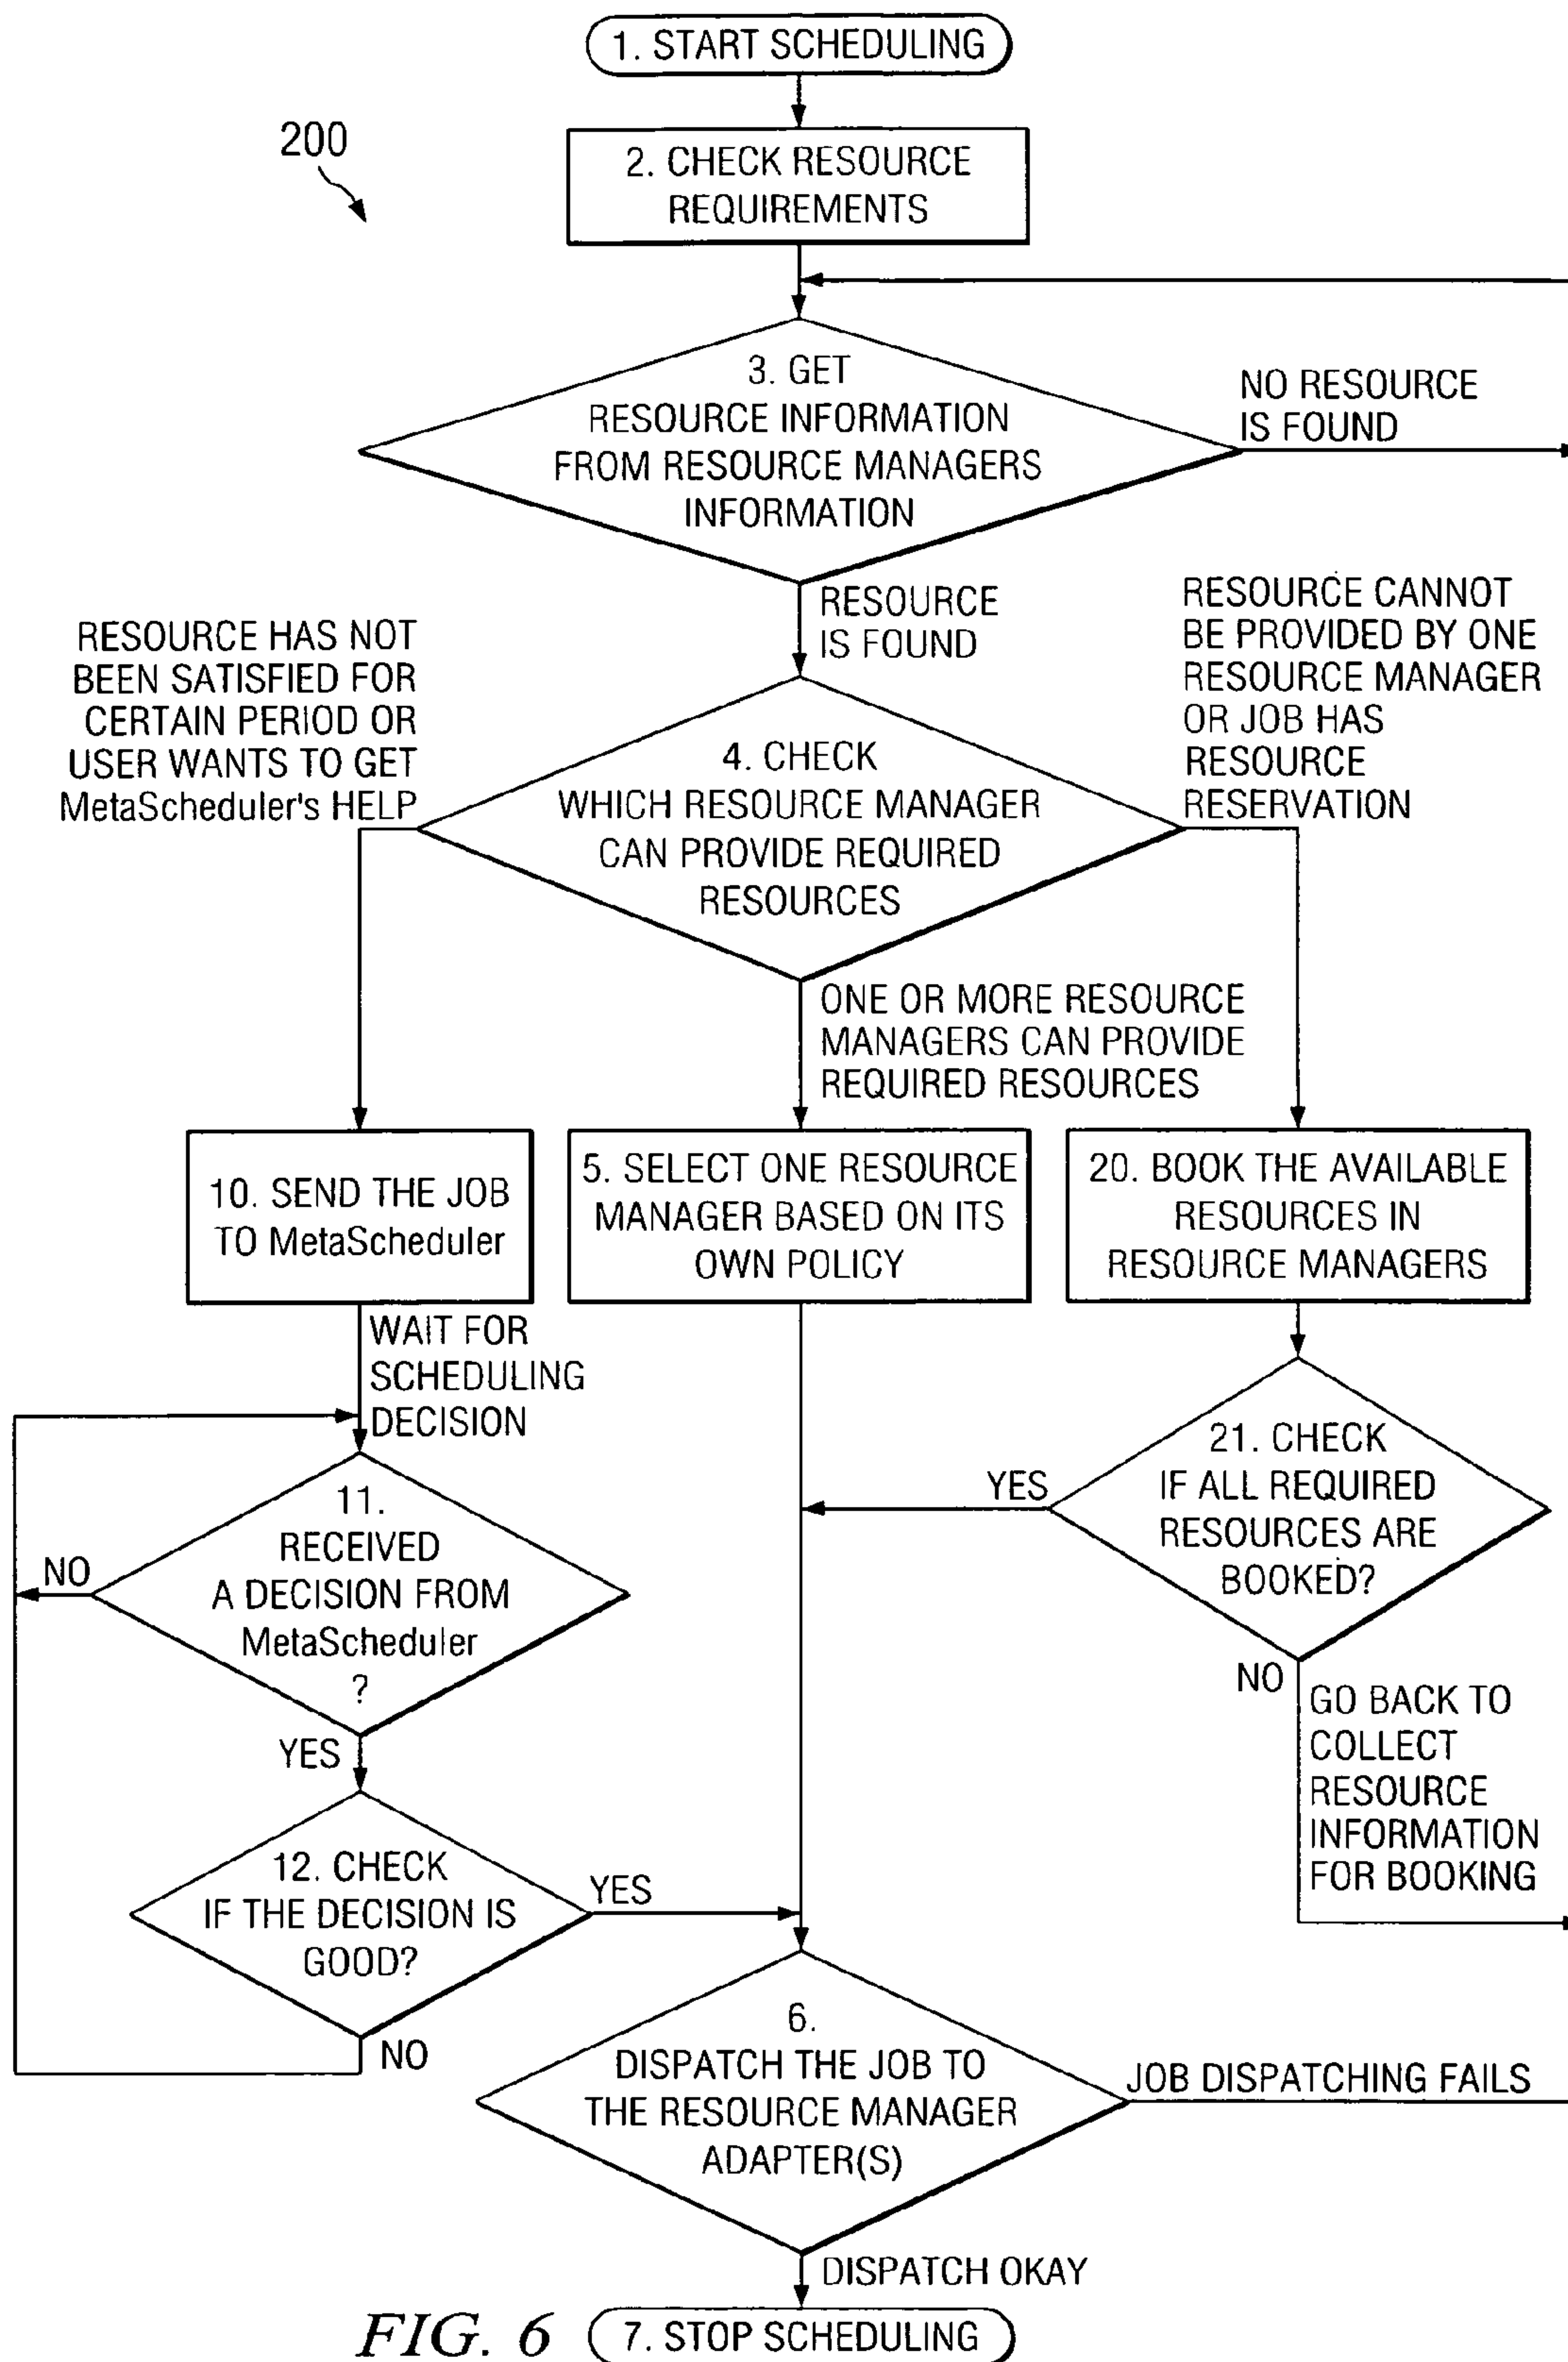 1. START SCHEDULING
200
2. CHECK RESOURCE
REQUIREMENTS
3. GET
RESOURCE INFORMATION
FROM RESOURCE MANAGERS
INFORMATION
NO RESOURCE
IS FOUND
RESOURCE
IS FOUND
RESOURCE HAS NOT
BEEN SATISFIED FOR
CERTAIN PERIOD OR
USER WANTS TO GET
MetaScheduler's HELP
RESOURCE CANNOT
BE PROVIDED BY ONE
RESOURCE MANAGER
OR JOB HAS
RESOURCE
RESERVATION
4. CHECK
WHICH RESOURCE MANAGER
CAN PROVIDE REQUIRED
RESOURCES
ONE OR MORE RESOURCE
MANAGERS CAN PROVIDE
REQUIRED RESOURCES
10. SEND THE JOB
TO MetaScheduler
5. SELECT ONE RESOURCE
MANAGER BASED ON ITS
OWN POLICY
20. BOOK THE AVAILABLE
RESOURCES IN
RESOURCE MANAGERS
WAIT FOR
SCHEDULING
DECISION
21. CHECK
IF ALL REQUIRED
RESOURCES ARE
BOOKED?
YES
11.
RECEIVED
A DECISION FROM
MetaScheduler
?
NO
YES
NO
GO BACK TO
COLLECT
RESOURCE
INFORMATION
FOR BOOKING
12. CHECK
IF THE DECISION IS
GOOD?
YES
NO
6.
DISPATCH THE JOB TO
THE RESOURCE MANAGER
ADAPTER(S)
JOB DISPATCHING FAILS
DISPATCH OKAY
FIG. 6
7. STOP SCHEDULING